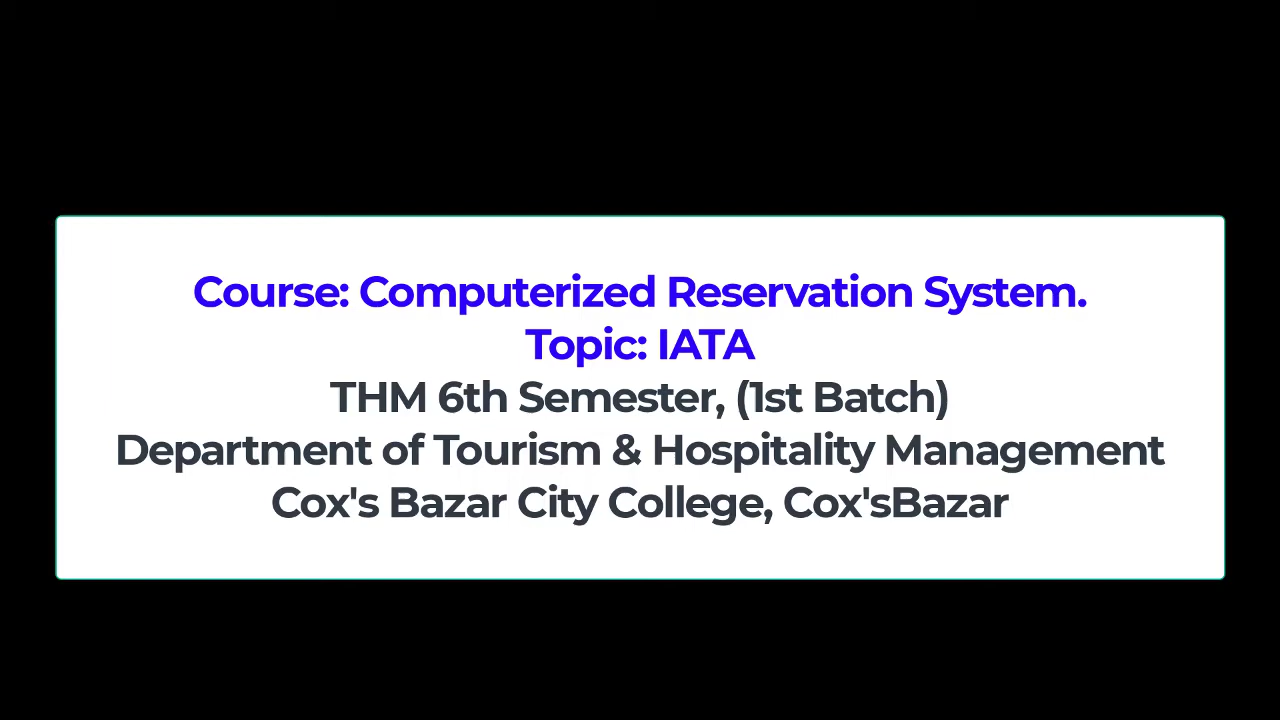 Course: Computerized Reservation System.
Topic: IATA
THM 6th Semester, (1st Batch)
Department of Tourism & Hospitality Management
Cox's Bazar City College, Cox'sBazar